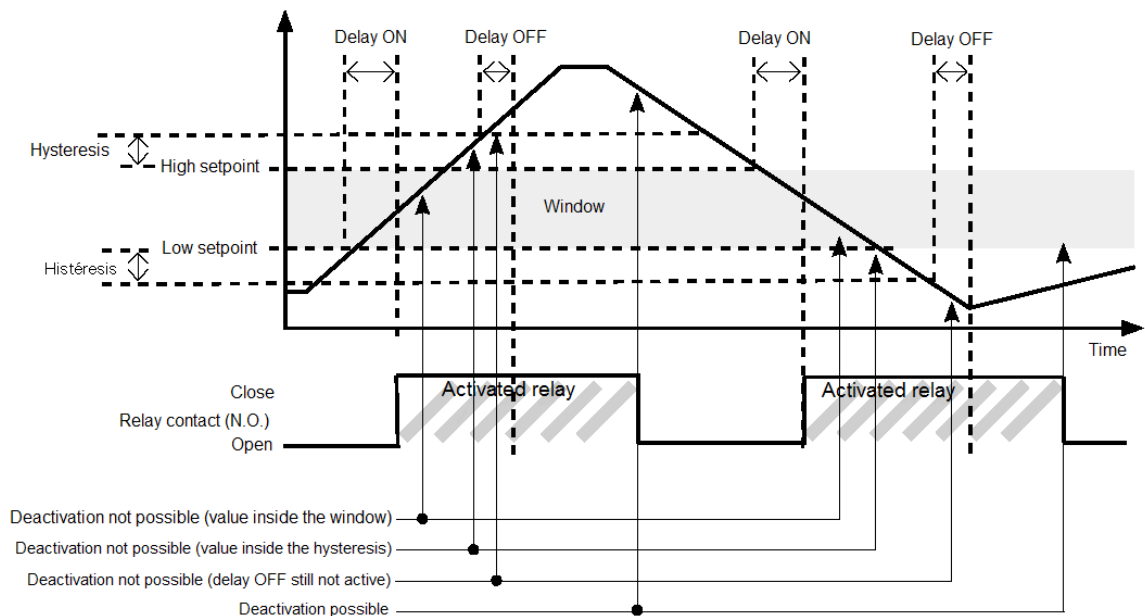 Delay ON
Delay OFF
Delay ON
Delay OFF
Hysteresis
High setpoint
Window
Low setpoint
Histéresis
Time
Close
Activated relay
Activated relay
Relay contact (N.O.)
Open
Deactivation not possible (value inside the window)
Deactivation not possible (value inside the hysteresis)
Deactivation not possible (delay OFF still not active)
Deactivation possible